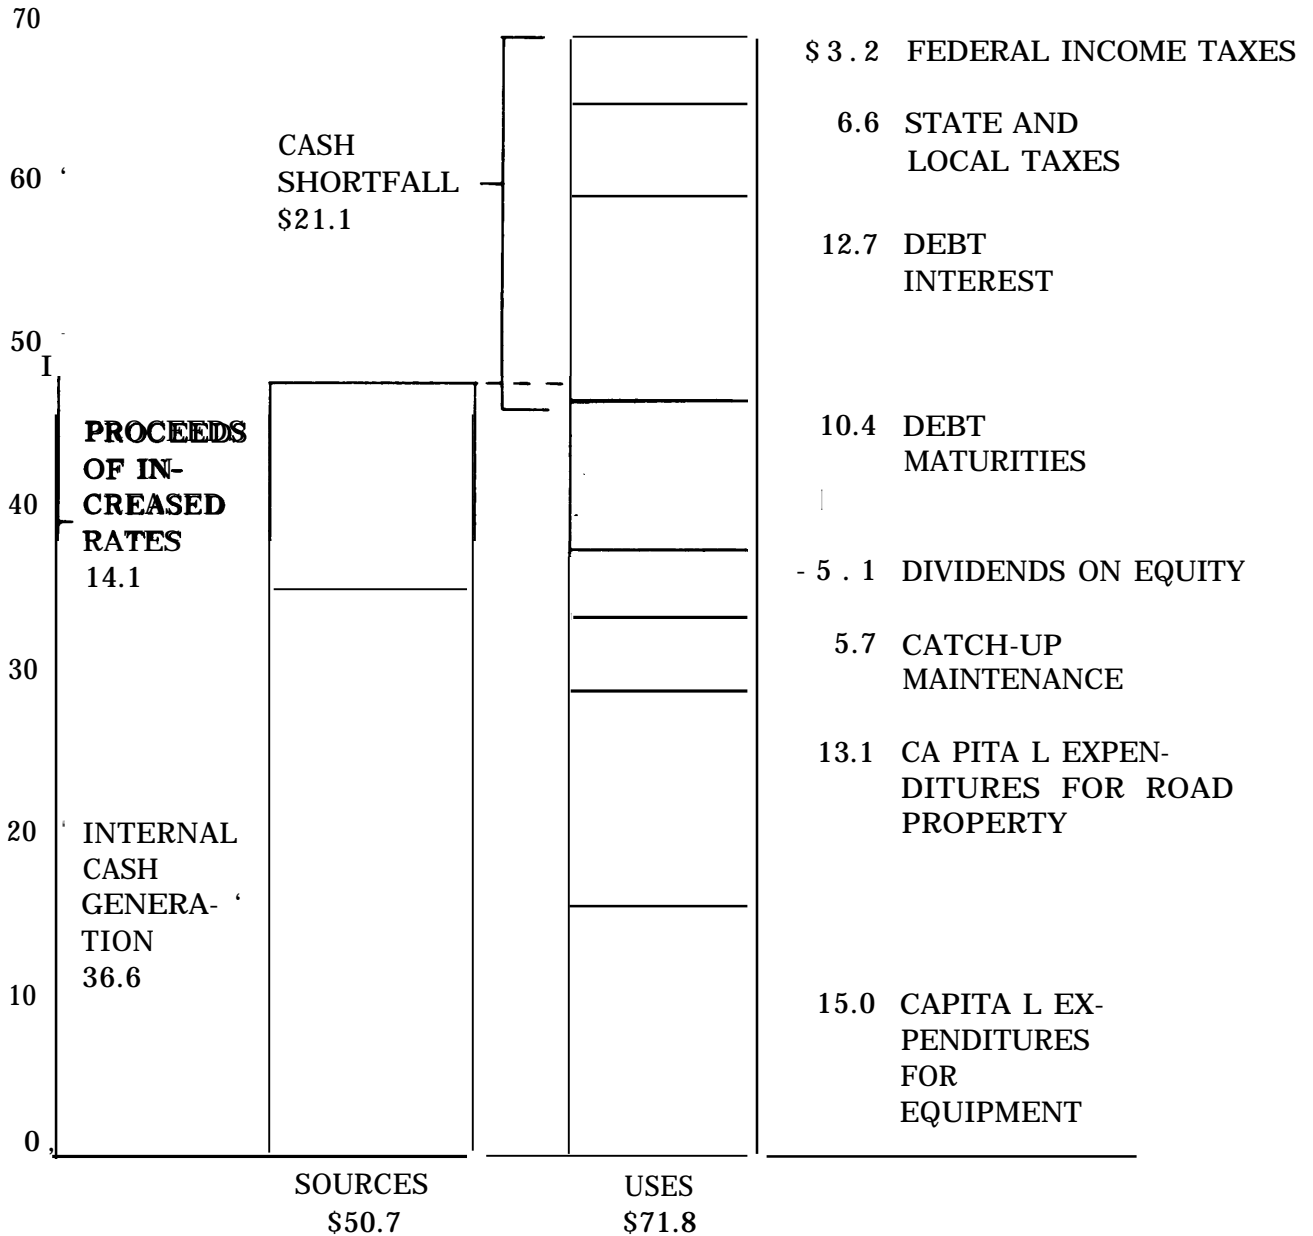 70
60
50
40
30
20
10
0
I
PROCEEDS
OF IN-
CREASED
RATES
14.1
INTERNAL
CASH
GENERA-
TION
36.6
CASH
SHORTFALL
$21.1
$3.2 FEDERAL INCOME TAXES
6.6 STATE AND
LOCAL TAXES
12.7 DEBT
INTEREST
10.4 DEBT
MATURITIES
-5.1 DIVIDENDS ON EQUITY
5.7 CATCH-UP
MAINTENANCE
13.1 CAPITAL EXPEN-
DITURES FOR ROAD
PROPERTY
15.0 CAPITAL EX-
PENDITURES
FOR
EQUIPMENT
SOURCES
$50.7
USES
$71.8